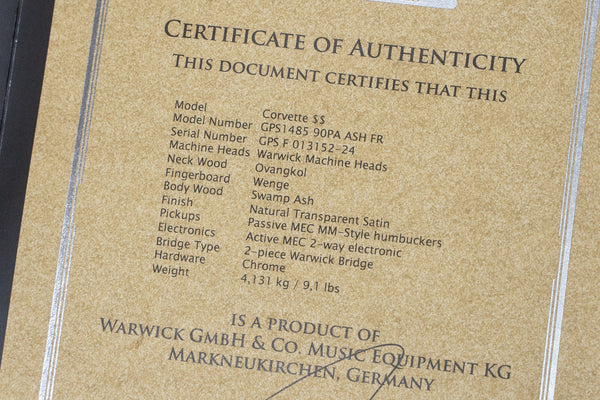 CERTIFICATE OF AUTHENTICITY
THIS DOCUMENT CERTIFIES THAT THIS
Model Corvette $$
Model Number GPS1485 90PA ASH FR
Serial Number GPS F 013152-24
Machine Heads Warwick Machine Heads
Neck Wood Ovangkol
Fingerboard Wenge
Body Wood Swamp Ash
Finish Natural Transparent Satin
Pickups Passive MEC MM-Style humbuckers
Electronics Active MEC 2-way electronic
Bridge Type 2-piece Warwick Bridge
Hardware Chrome
Weight 4,131 kg / 9,1 lbs
IS A PRODUCT OF
WARWICK GMBH & CO. MUSIC EQUIPMENT KG
MARKNEUKIRCHEN, GERMANY